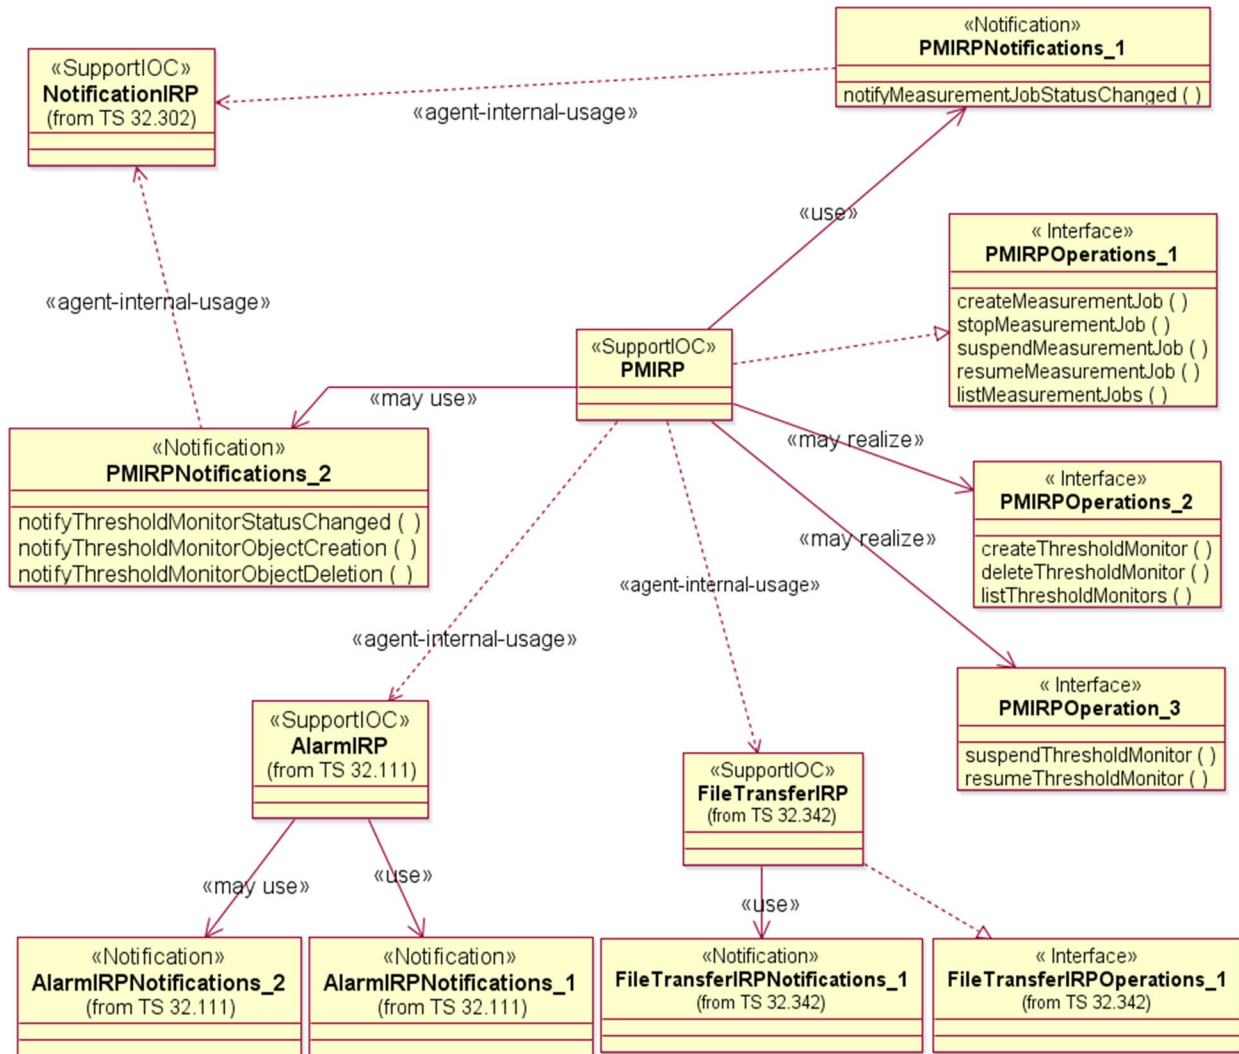 «Notification»
PMIRPNotifications_1
notifyMeasurementJobStatusChanged ( )
«SupportIOC»
NotificationIRP
(from TS 32.302)
«agent-internal-usage»
«use»
« Interface»
PMIRPOperations_1
createMeasurementJob ( )
stopMeasurementJob ( )
suspendMeasurementJob ( )
resumeMeasurementJob ( )
listMeasurementJobs ( )
«agent-internal-usage»
«SupportIOC»
PMIRP
«may use»
«Notification»
PMIRPNotifications_2
notifyThresholdMonitorStatusChanged ( )
notifyThresholdMonitorObjectCreation ( )
notifyThresholdMonitorObjectDeletion ( )
«may realize»
« Interface»
PMIRPOperations_2
createThresholdMonitor ( )
deleteThresholdMonitor ( )
listThresholdMonitors ( )
«may realize»
«agent-internal-usage»
«agent-internal-usage»
« Interface»
PMIRPOperation_3
suspendThresholdMonitor ( )
resumeThresholdMonitor ( )
«SupportIOC»
AlarmIRP
(from TS 32.111)
«SupportIOC»
FileTransferIRP
(from TS 32.342)
«may use»
«use»
«use»
«Notification»
AlarmIRPNotifications_2
(from TS 32.111)
«Notification»
AlarmIRPNotifications_1
(from TS 32.111)
«Notification»
FileTransferIRPNotifications_1
(from TS 32.342)
« Interface»
FileTransferIRPOperations_1
(from TS 32.342)